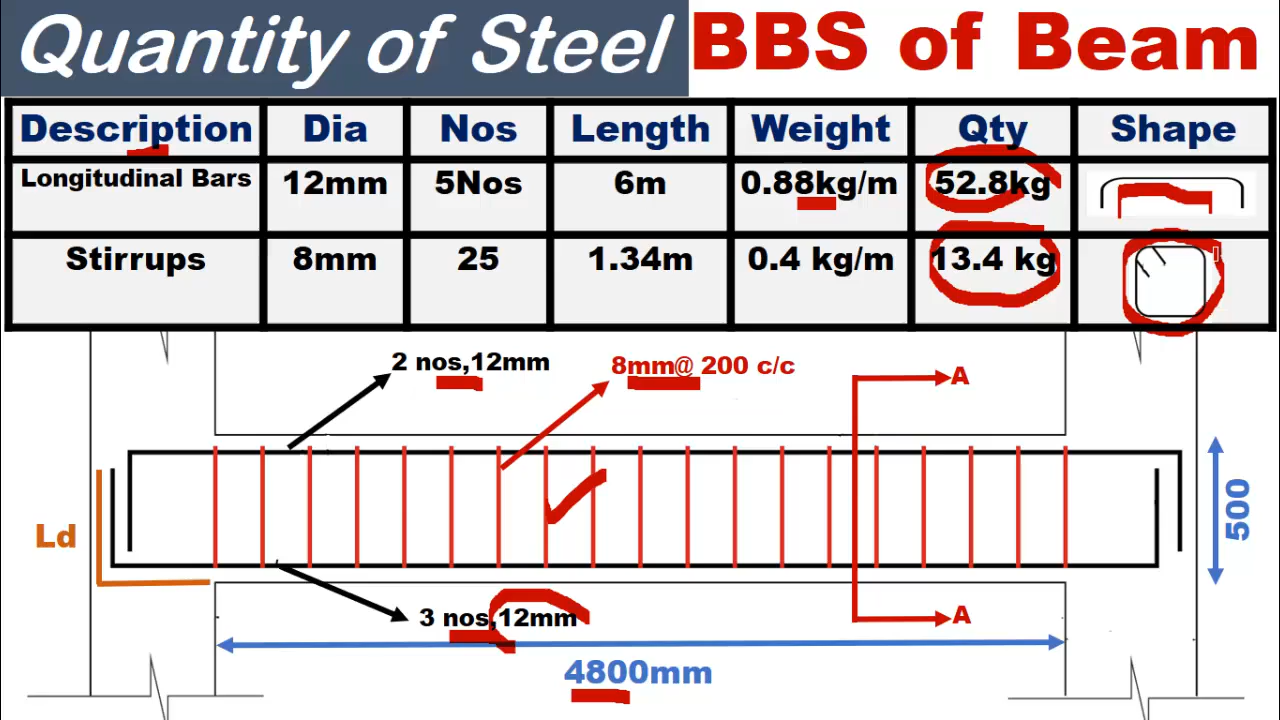 Quantity of Steel BBS of Beam
Description Dia Nos Length Weight Qty Shape
Longitudinal Bars 12mm 5Nos 6m 0.88kg/m 52.8kg
Stirrups 8mm 25 1.34m 0.4 kg/m 13.4 kg
2 nos,12mm 8mm@ 200 c/c A
500
Ld
3 nos,12mm A
4800mm